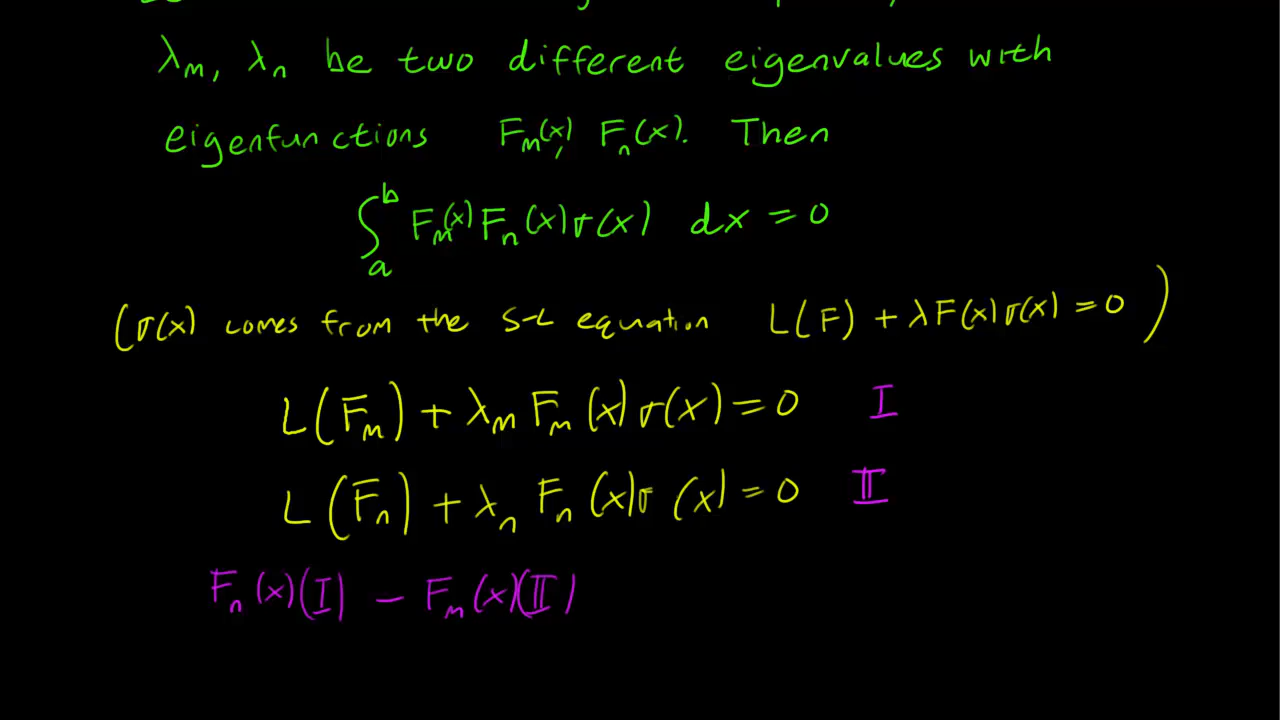 λₘ, λₙ be two different eigenvalues with
eigenfunctions Fₘ(x), Fₙ(x). Then
∫ₐᵇ Fₘ(x) Fₙ(x) σ(x) dx = 0
(σ(x) comes from the S-L equation L(F) + λF(x)σ(x) = 0)
L(Fₘ) + λₘ Fₘ(x) σ(x) = 0 I
L(Fₙ) + λₙ Fₙ(x) σ(x) = 0 II
Fₙ(x)(I) − Fₘ(x)(II)